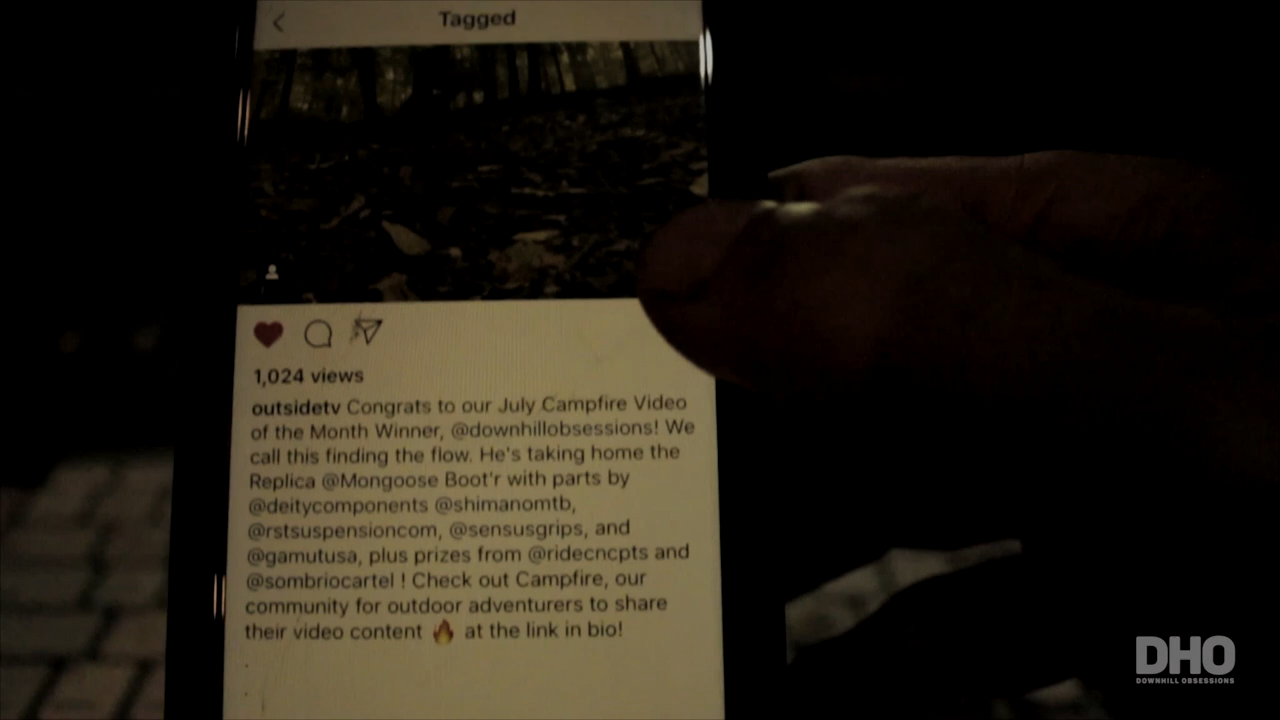 Tagged
1,024 views
outsidetv Congrats to our July Campfire Video
of the Month Winner, @downhillobsessions! We
call this finding the flow. He's taking home the
Replica @Mongoose Boot'r with parts by
@deitycomponents @shimanomtb,
@rstsuspensioncom, @sensusgrips, and
@gamutusa, plus prizes from @ridecncpts and
@sombriocartel ! Check out Campfire, our
community for outdoor adventurers to share
their video content 🔥 at the link in bio!
DHO
DOWNHILL OBSESSIONS